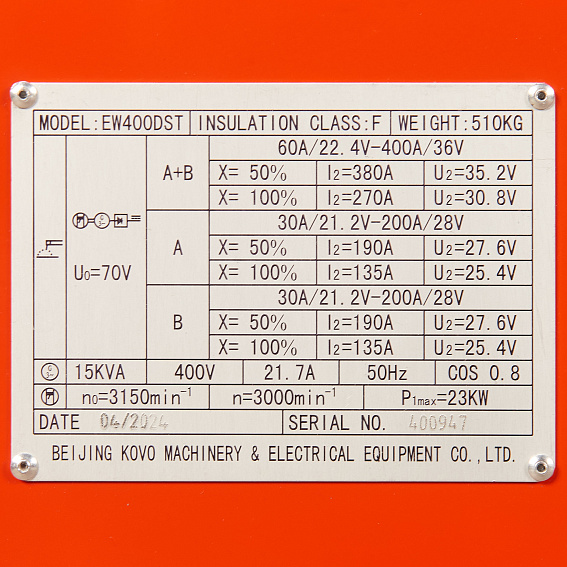 MODEL:EW400DST INSULATION CLASS:F WEIGHT:510KG
60A/22.4V-400A/36V
A+B X= 50% I₂=380A U₂=35.2V
X= 100% I₂=270A U₂=30.8V
30A/21.2V-200A/28V
U₀=70V A X= 50% I₂=190A U₂=27.6V
X= 100% I₂=135A U₂=25.4V
30A/21.2V-200A/28V
B X= 50% I₂=190A U₂=27.6V
X= 100% I₂=135A U₂=25.4V
15KVA 400V 21.7A 50Hz COS 0.8
n₀=3150min⁻¹ n=3000min⁻¹ P₁max=23KW
DATE 04/2024 SERIAL NO. 400947
BEIJING KOVO MACHINERY & ELECTRICAL EQUIPMENT CO.,LTD.